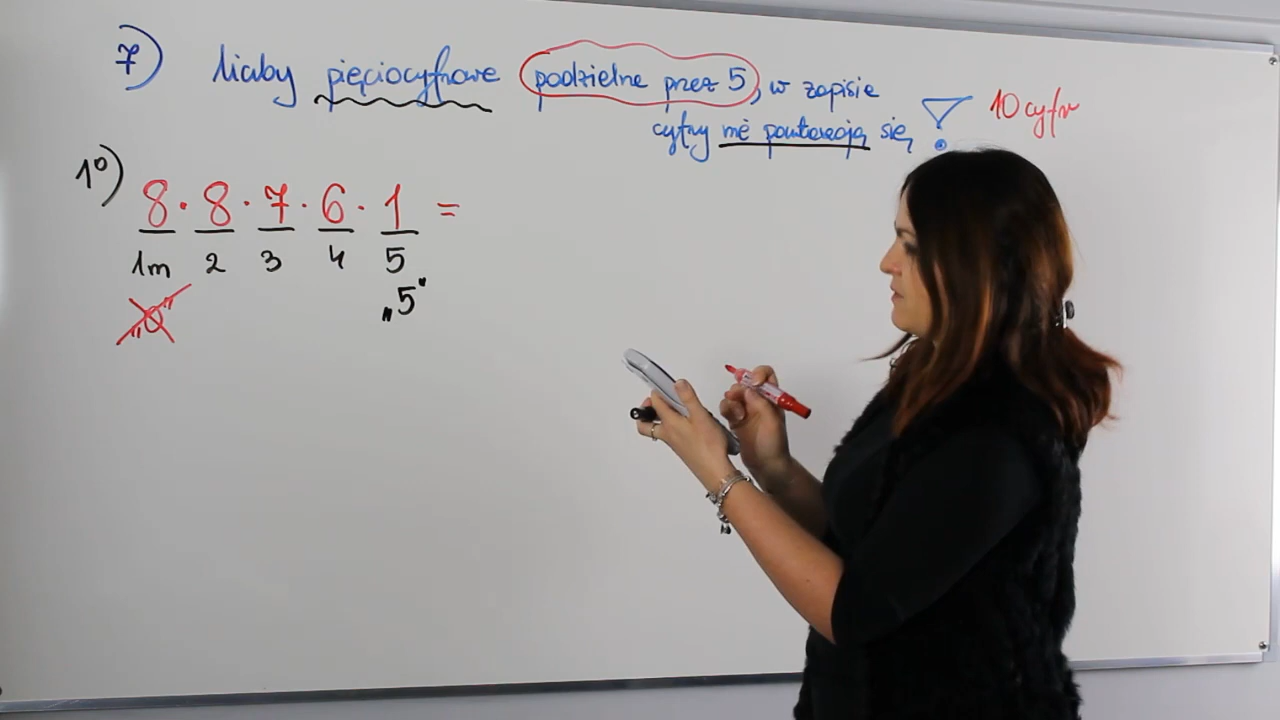 7) liczby pięciocyfrowe podzielne przez 5, w zapisie
cyfry nie powtarzają się ! 10 cyfr
1°)
8 · 8 · 7 · 6 · 1 =
1m 2 3 4 5
"0" „5"